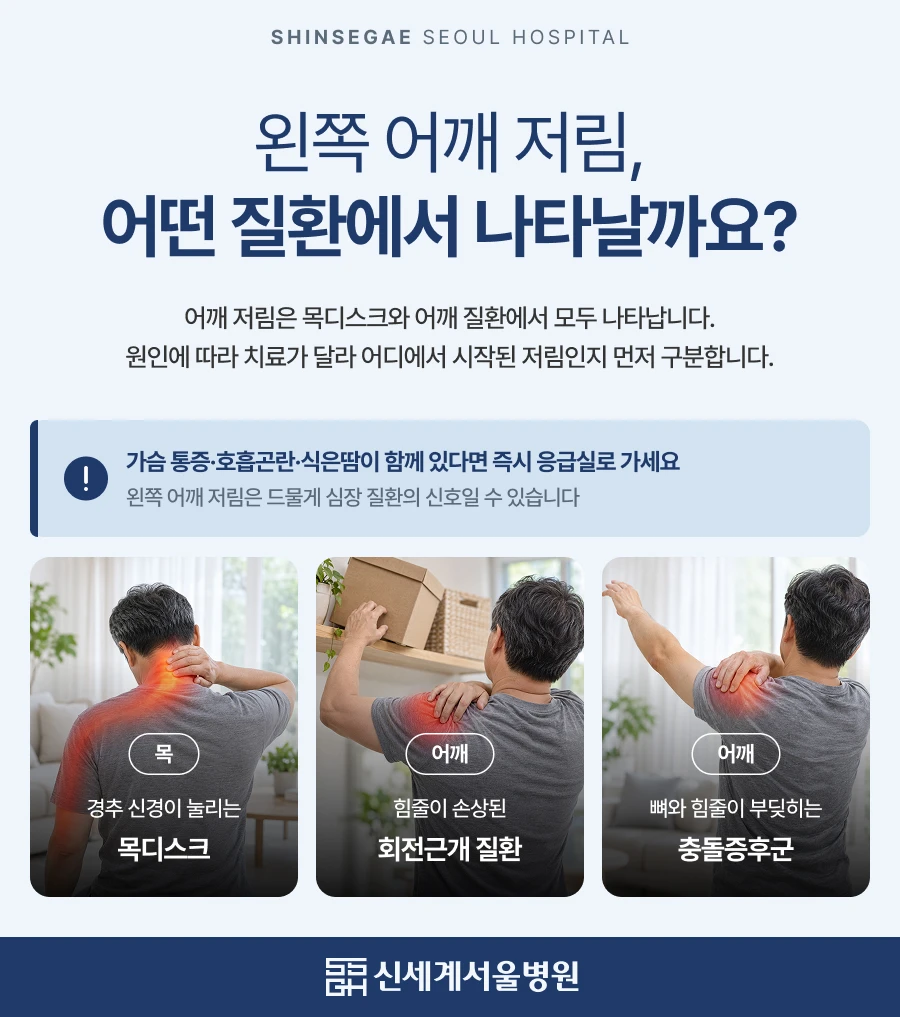 SHINSEGAE SEOUL HOSPITAL
왼쪽 어깨 저림,
어떤 질환에서 나타날까요?
어깨 저림은 목디스크와 어깨 질환에서 모두 나타납니다.
원인에 따라 치료가 달라 어디에서 시작된 저림인지 먼저 구분합니다.
가슴 통증·호흡곤란·식은땀이 함께 있다면 즉시 응급실로 가세요
왼쪽 어깨 저림은 드물게 심장 질환의 신호일 수 있습니다
목
경추 신경이 눌리는
목디스크
어깨
힘줄이 손상된
회전근개 질환
어깨
뼈와 힘줄이 부딪히는
충돌증후군
신세계서울병원